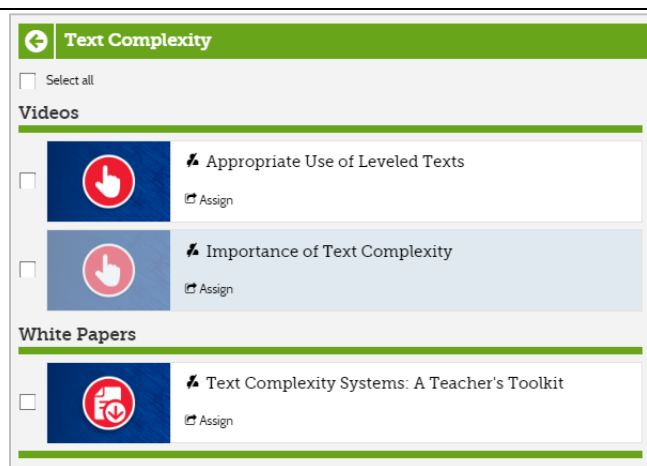 Text Complexity
Select all
Videos
Appropriate Use of Leveled Texts
Assign
Importance of Text Complexity
Assign
White Papers
Text Complexity Systems: A Teacher's Toolkit
Assign